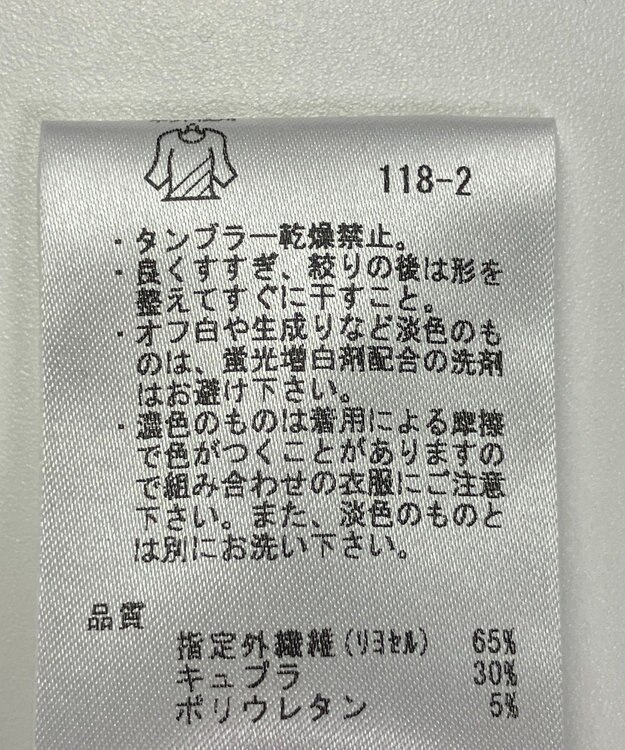 118-2
・タンブラー乾燥禁止。
・良くすすぎ、絞りの後は形を
整えてすぐに干すこと。
・オフ白や生成りなど淡色のも
のは、蛍光増白剤配合の洗剤
はお避け下さい。
・濃色のものは着用による摩擦
で色がつくことがありますの
で組み合わせの衣服にご注意
下さい。また、淡色のものと
は別にお洗い下さい。
品質
指定外繊維(リヨセル) 65%
キュプラ 30%
ポリウレタン 5%